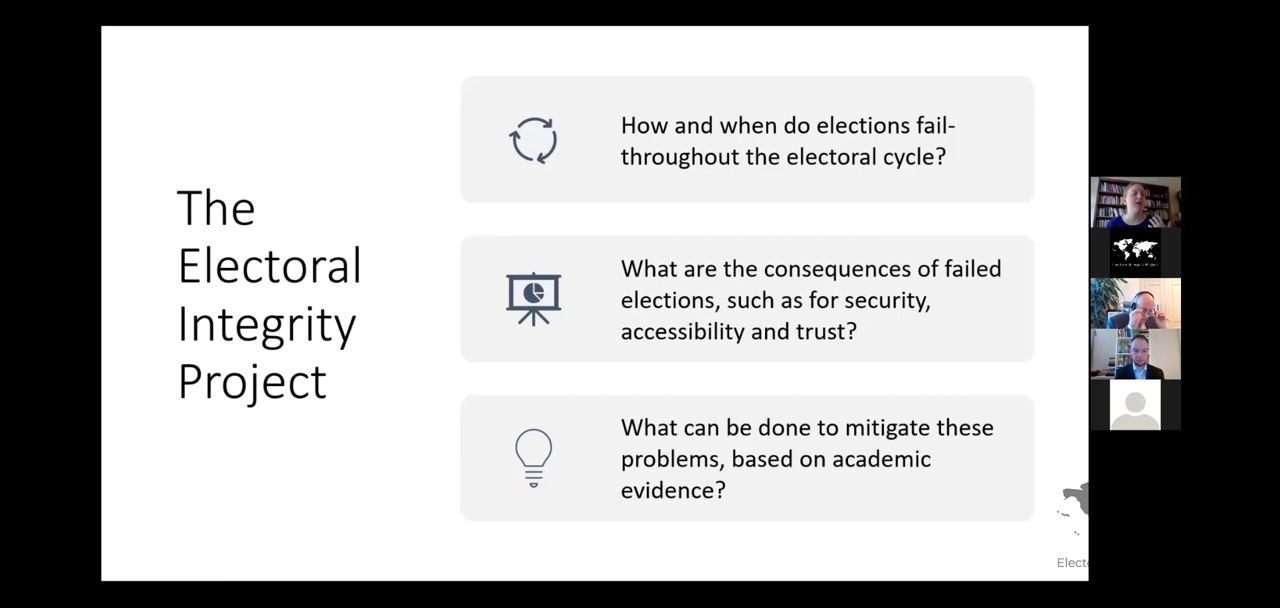 The
Electoral
Integrity
Project
How and when do elections fail-
throughout the electoral cycle?
What are the consequences of failed
elections, such as for security,
accessibility and trust?
What can be done to mitigate these
problems, based on academic
evidence?